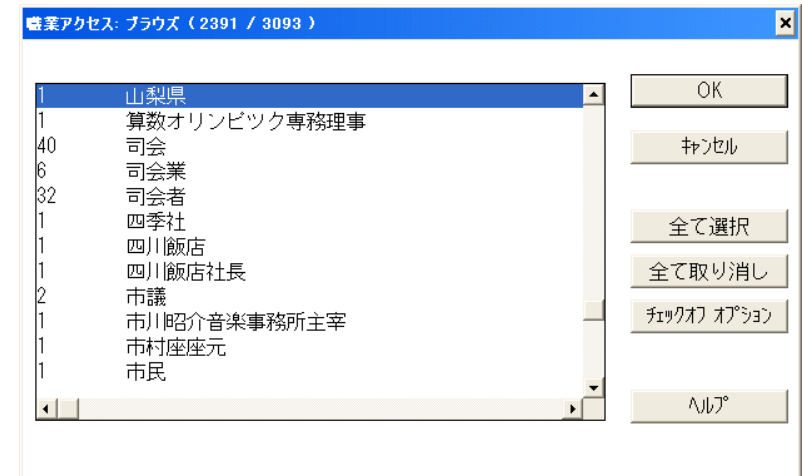 職業アクセス: ブラウズ ( 2391 / 3093 )
1 山梨県
1 算数オリンピツク専務理事
40 司会
6 司会業
32 司会者
1 四季社
1 四川飯店
1 四川飯店社長
2 市議
1 市川昭介音楽事務所主宰
1 市村座座元
1 市民
OK
ｷｬﾝｾﾙ
全て選択
全て取り消し
ﾁｪｯｸｵﾌ ｵﾌﾟｼｮﾝ
ﾍﾙﾌﾟ